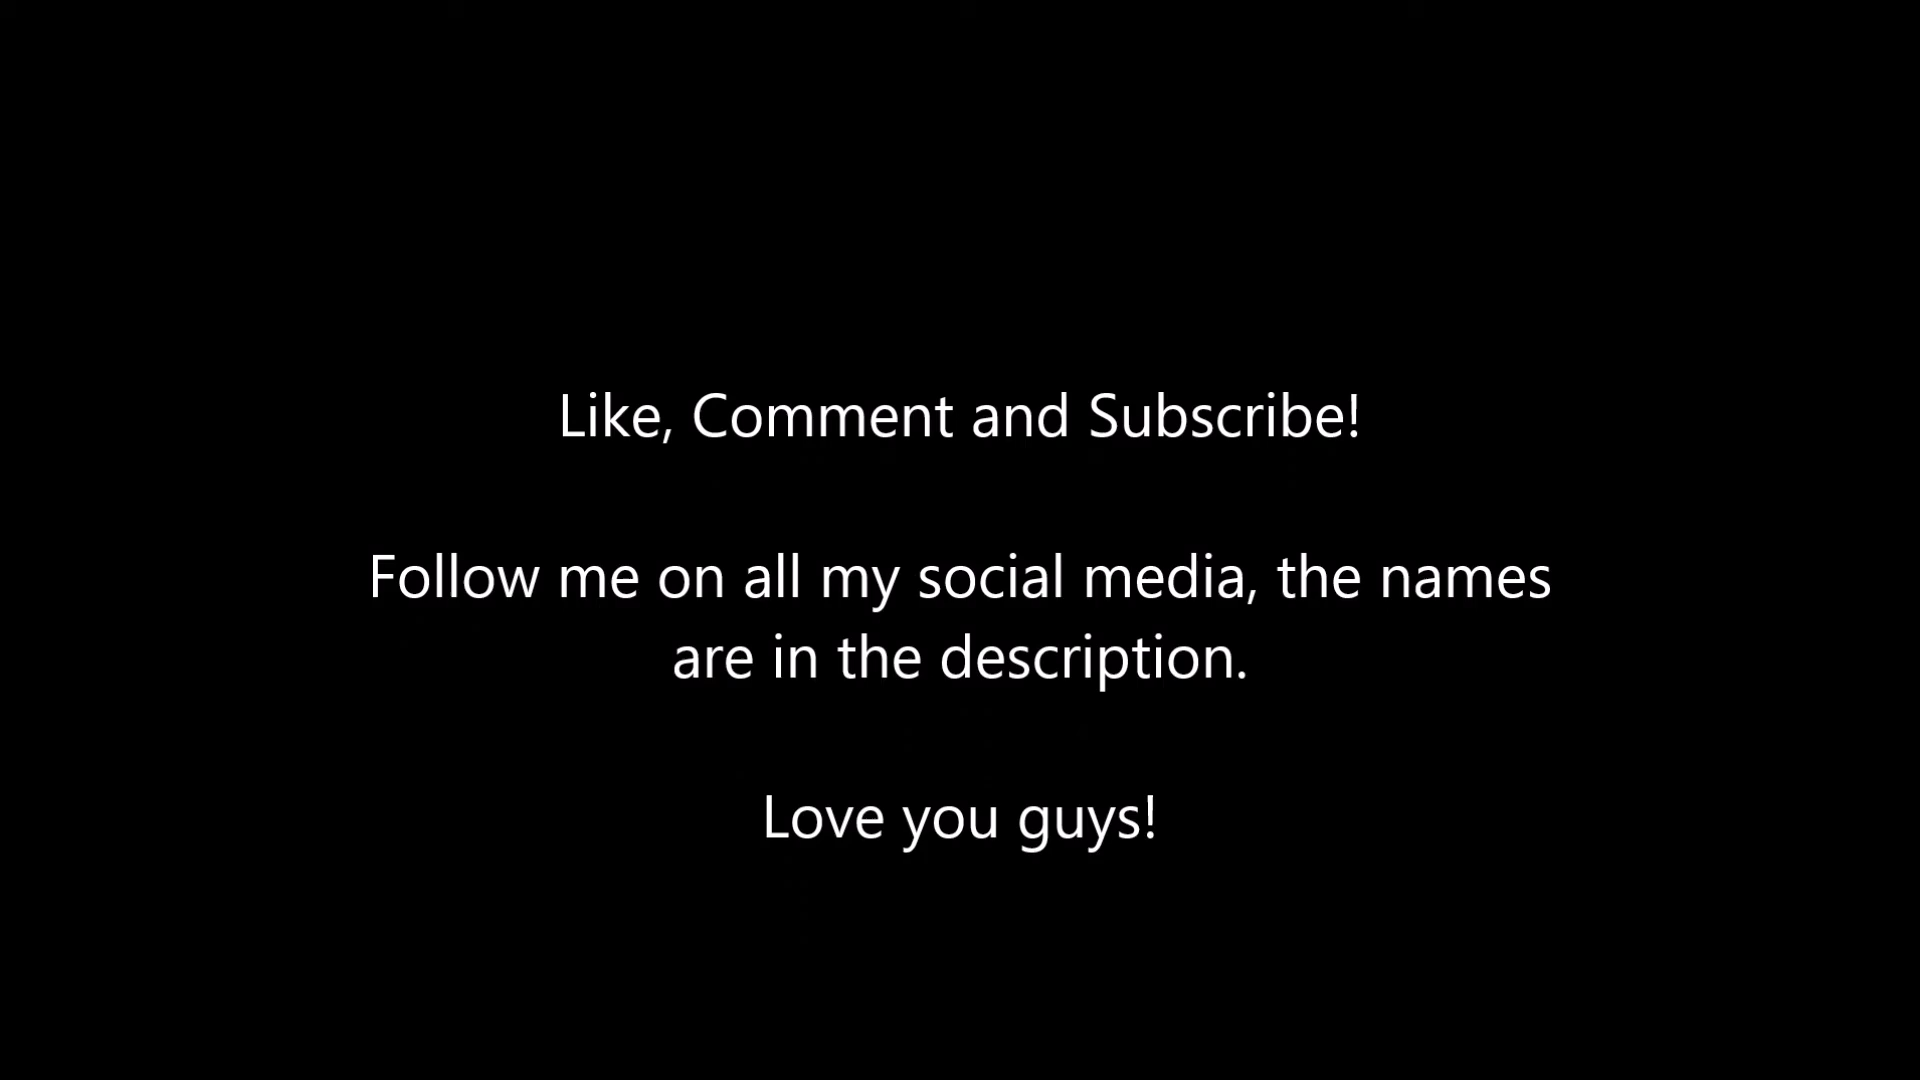 Like, Comment and Subscribe!
Follow me on all my social media, the names
are in the description.
Love you guys!